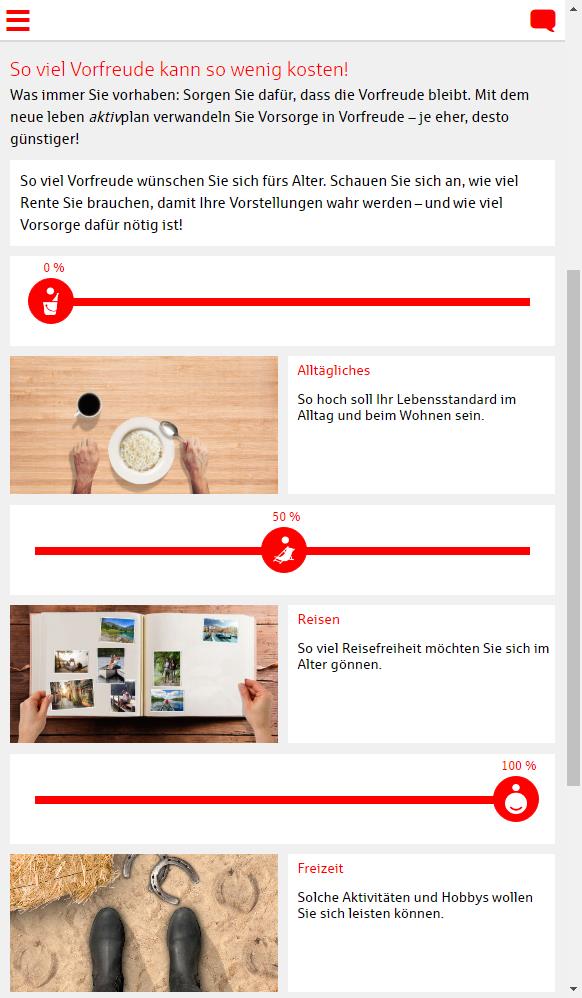 So viel Vorfreude kann so wenig kosten!
Was immer Sie vorhaben: Sorgen Sie dafür, dass die Vorfreude bleibt. Mit dem
neue leben aktivplan verwandeln Sie Vorsorge in Vorfreude – je eher, desto
günstiger!
So viel Vorfreude wünschen Sie sich fürs Alter. Schauen Sie sich an, wie viel
Rente Sie brauchen, damit Ihre Vorstellungen wahr werden – und wie viel
Vorsorge dafür nötig ist!
0 %
Alltägliches
So hoch soll Ihr Lebensstandard im
Alltag und beim Wohnen sein.
50 %
Reisen
So viel Reisefreiheit möchten Sie sich im
Alter gönnen.
100 %
Freizeit
Solche Aktivitäten und Hobbys wollen
Sie sich leisten können.